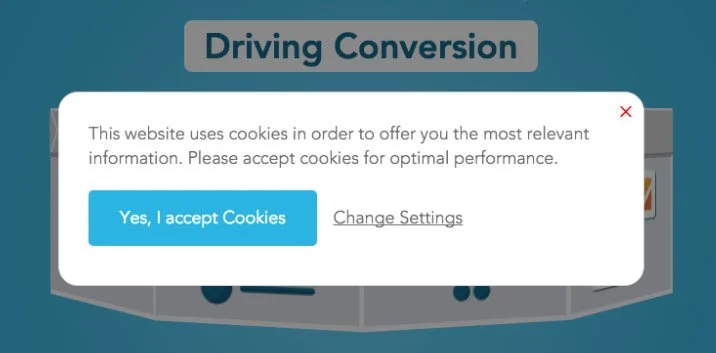 Driving Conversion
This website uses cookies in order to offer you the most relevant
information. Please accept cookies for optimal performance.
Yes, I accept Cookies Change Settings